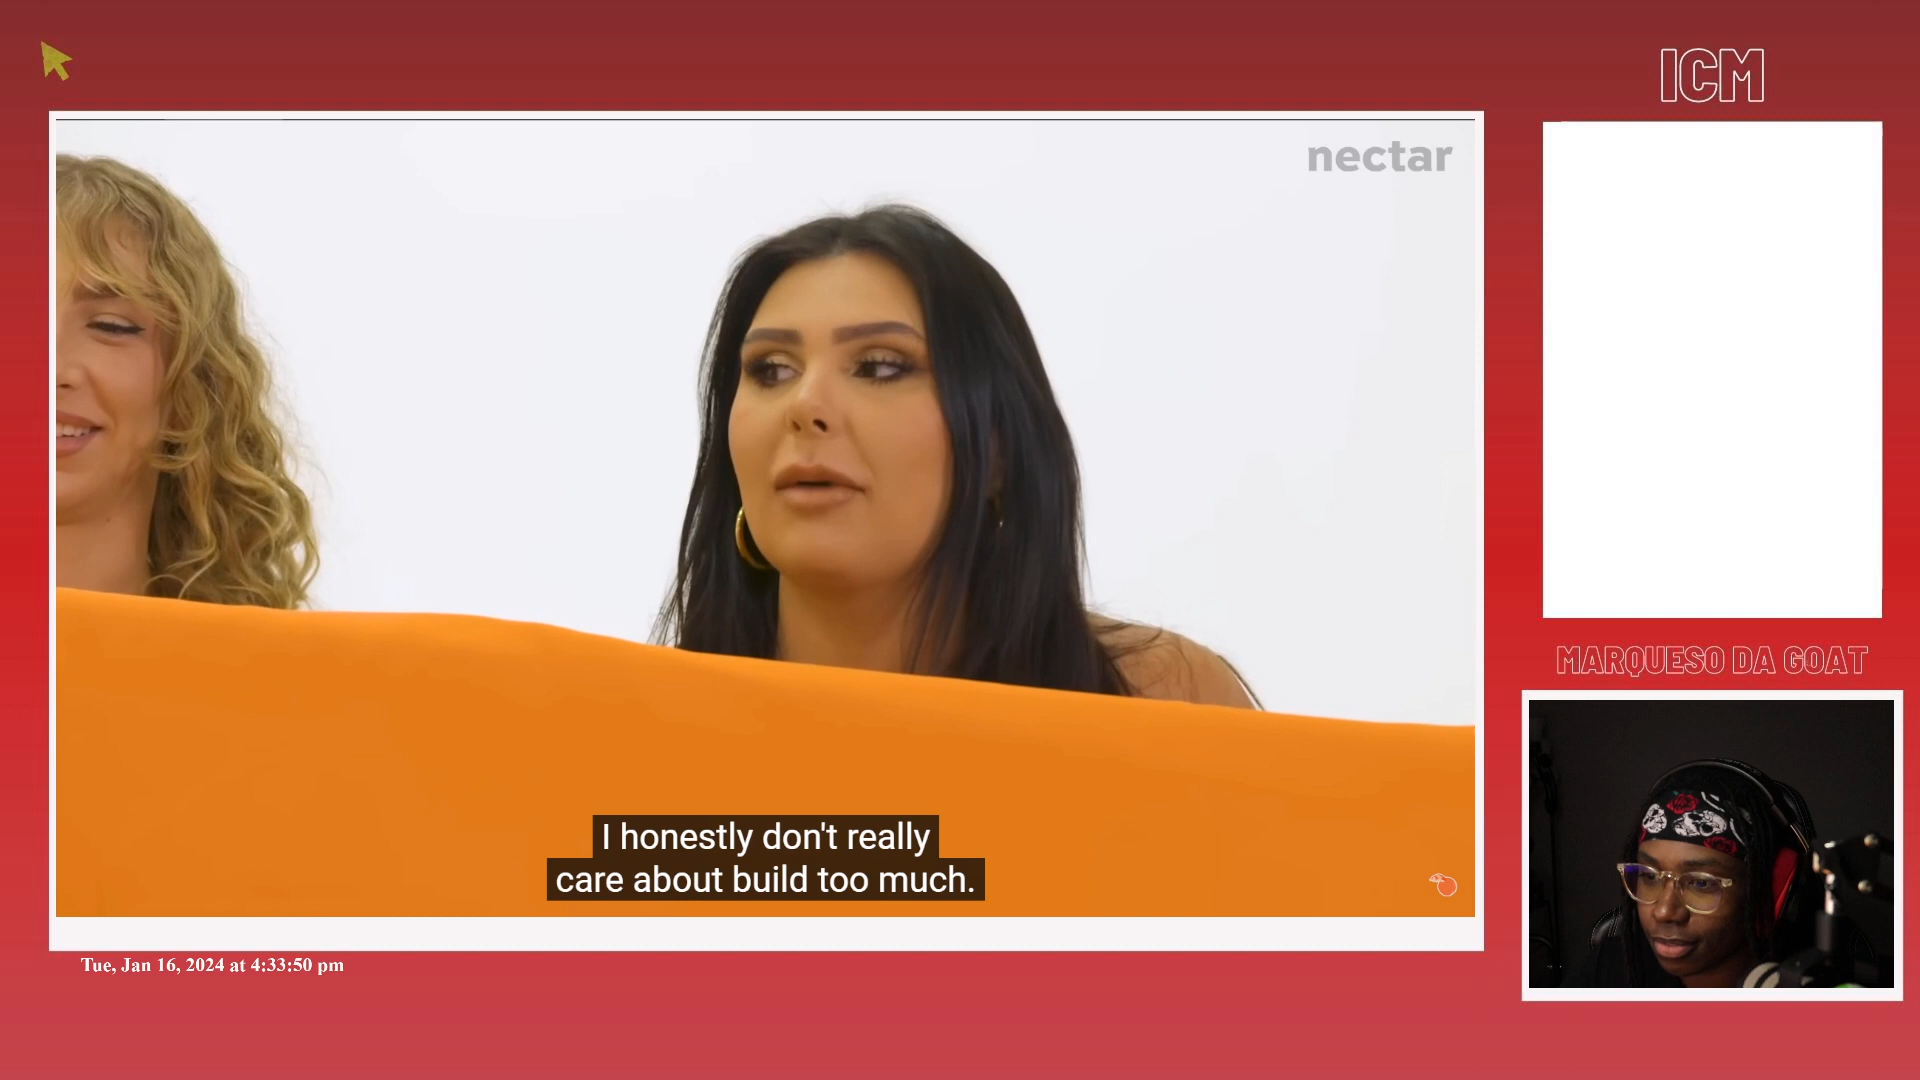 ICM
nectar
I honestly don't really
care about build too much.
MARQUESO DA GOAT
Tue, Jan 16, 2024 at 4:33:50 pm